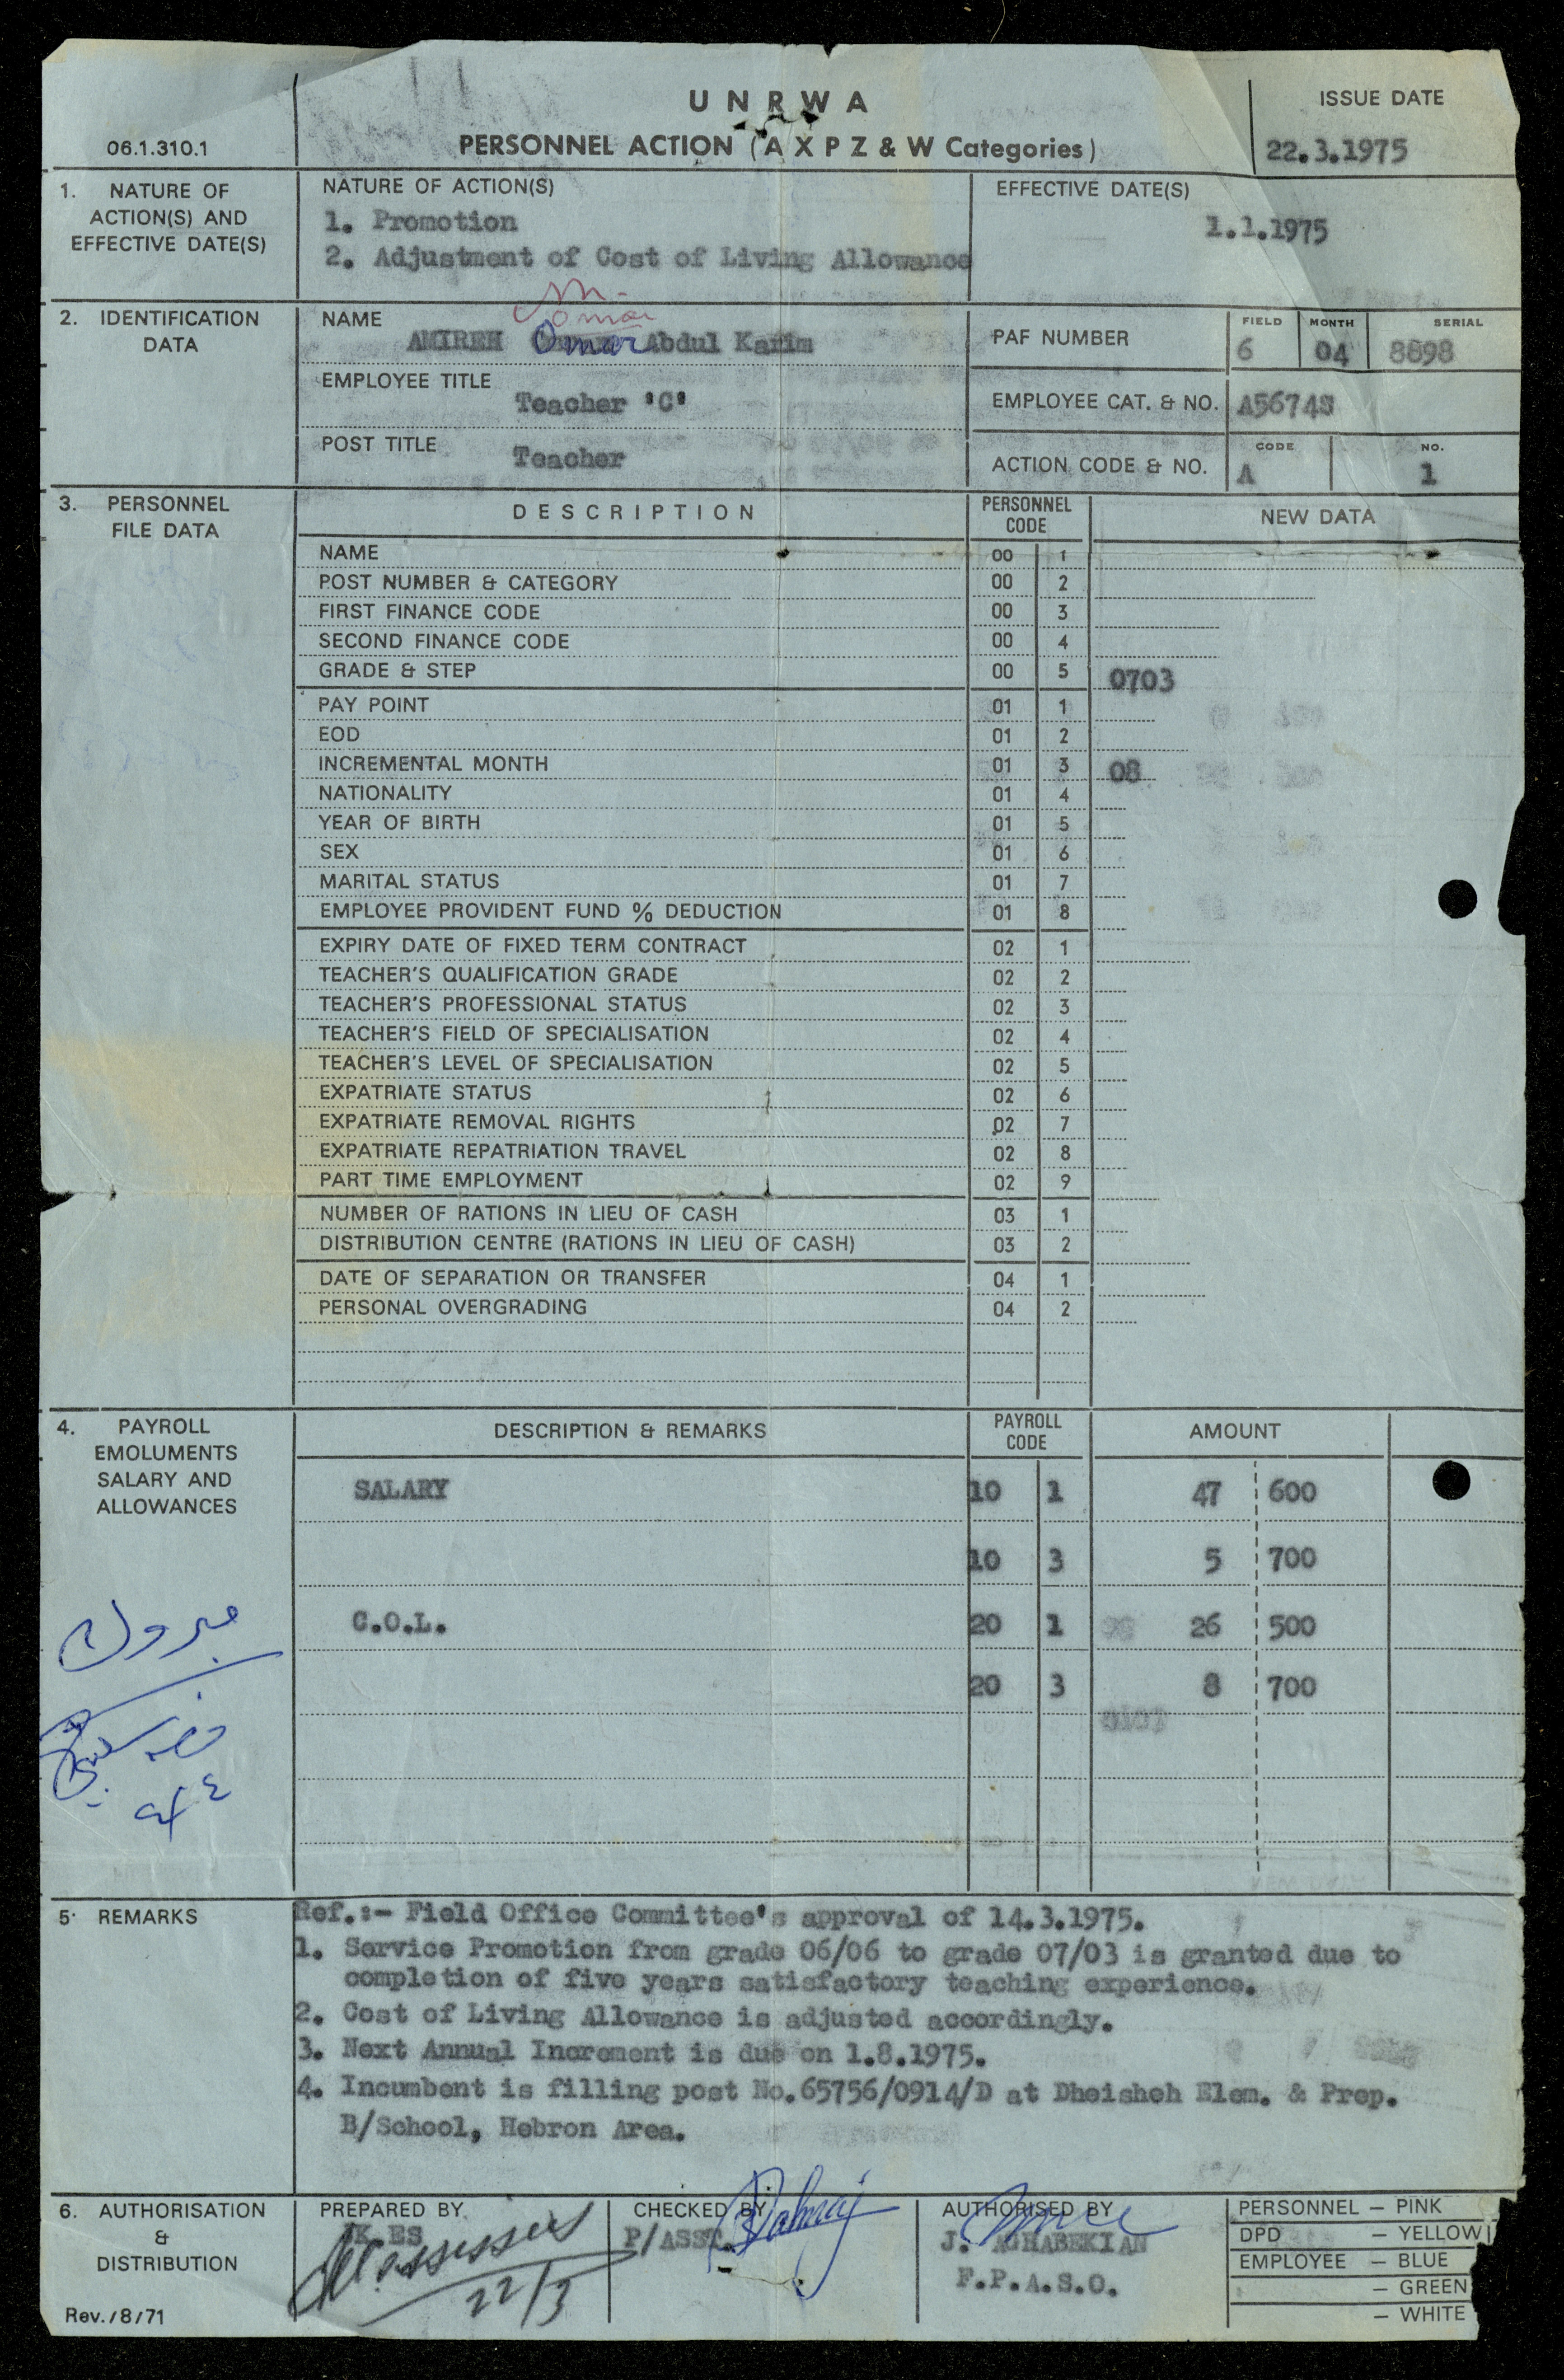 UNRWA
PERSONNEL ACTION (A X P Z & W Categories)
06.1.310.1
ISSUE DATE
22.3.1975
1. NATURE OF ACTION(S) AND EFFECTIVE DATE(S)
NATURE OF ACTION(S)
1. Promotion
2. Adjustment of Cost of Living Allowance
EFFECTIVE DATE(S)
1.1.1975
2. IDENTIFICATION DATA
NAME
Omar
AMIREH Omar Abdul Karim
EMPLOYEE TITLE
Teacher 'C'
POST TITLE
Teacher
PAF NUMBER
FIELD MONTH SERIAL
6 04 8898
EMPLOYEE CAT. & NO. A56748
ACTION CODE & NO.
CODE NO.
A 1
3. PERSONNEL FILE DATA
DESCRIPTION PERSONNEL CODE NEW DATA
NAME 00 1
POST NUMBER & CATEGORY 00 2
FIRST FINANCE CODE 00 3
SECOND FINANCE CODE 00 4
GRADE & STEP 00 5 0703
PAY POINT 01 1
EOD 01 2
INCREMENTAL MONTH 01 3 08
NATIONALITY 01 4
YEAR OF BIRTH 01 5
SEX 01 6
MARITAL STATUS 01 7
EMPLOYEE PROVIDENT FUND % DEDUCTION 01 8
EXPIRY DATE OF FIXED TERM CONTRACT 02 1
TEACHER'S QUALIFICATION GRADE 02 2
TEACHER'S PROFESSIONAL STATUS 02 3
TEACHER'S FIELD OF SPECIALISATION 02 4
TEACHER'S LEVEL OF SPECIALISATION 02 5
EXPATRIATE STATUS 02 6
EXPATRIATE REMOVAL RIGHTS 02 7
EXPATRIATE REPATRIATION TRAVEL 02 8
PART TIME EMPLOYMENT 02 9
NUMBER OF RATIONS IN LIEU OF CASH 03 1
DISTRIBUTION CENTRE (RATIONS IN LIEU OF CASH) 03 2
DATE OF SEPARATION OR TRANSFER 04 1
PERSONAL OVERGRADING 04 2
4. PAYROLL EMOLUMENTS SALARY AND ALLOWANCES
DESCRIPTION & REMARKS PAYROLL CODE AMOUNT
SALARY 10 1 47 600
10 3 5 700
C.O.L. 20 1 26 500
20 3 8 700
مبروك
5. REMARKS
Ref.:- Field Office Committee's approval of 14.3.1975.
1. Service Promotion from grade 06/06 to grade 07/03 is granted due to
completion of five years satisfactory teaching experience.
2. Cost of Living Allowance is adjusted accordingly.
3. Next Annual Increment is due on 1.8.1975.
4. Incumbent is filling post No.65756/0914/D at Dheisheh Elem. & Prep.
B/School, Hebron Area.
6. AUTHORISATION & DISTRIBUTION
PREPARED BY
22/3
CHECKED BY
P/ASST.
AUTHORISED BY
J. AGHABEKIAN
F.P.A.S.O.
PERSONNEL – PINK
DPD – YELLOW
EMPLOYEE – BLUE
– GREEN
– WHITE
Rev./8/71